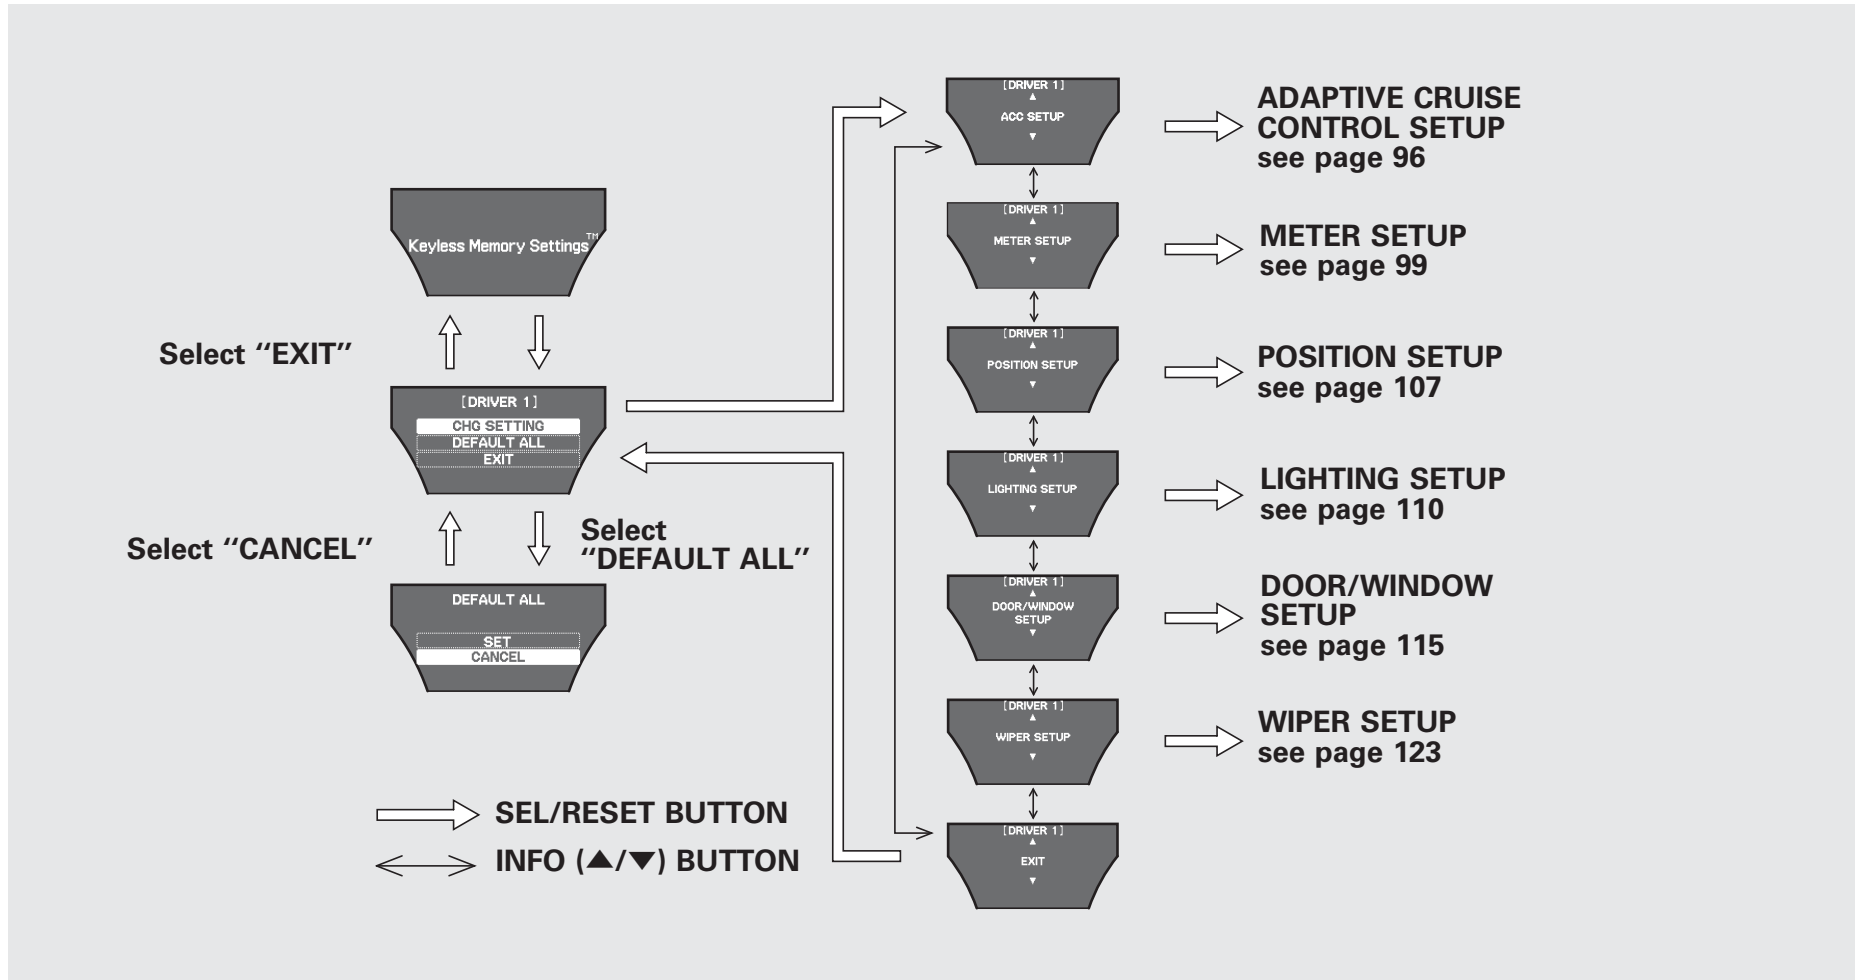 Keyless Memory Settings™
Select “EXIT”
[DRIVER 1]
CHG SETTING
DEFAULT ALL
EXIT
Select “CANCEL”
Select
“DEFAULT ALL”
DEFAULT ALL
SET
CANCEL
SEL/RESET BUTTON
INFO (▲/▼) BUTTON
[DRIVER 1]
▲
ACC SETUP
▼
ADAPTIVE CRUISE
CONTROL SETUP
see page 96
[DRIVER 1]
▲
METER SETUP
▼
METER SETUP
see page 99
[DRIVER 1]
▲
POSITION SETUP
▼
POSITION SETUP
see page 107
[DRIVER 1]
▲
LIGHTING SETUP
▼
LIGHTING SETUP
see page 110
[DRIVER 1]
▲
DOOR/WINDOW
SETUP
▼
DOOR/WINDOW
SETUP
see page 115
[DRIVER 1]
▲
WIPER SETUP
▼
WIPER SETUP
see page 123
[DRIVER 1]
▲
EXIT
▼